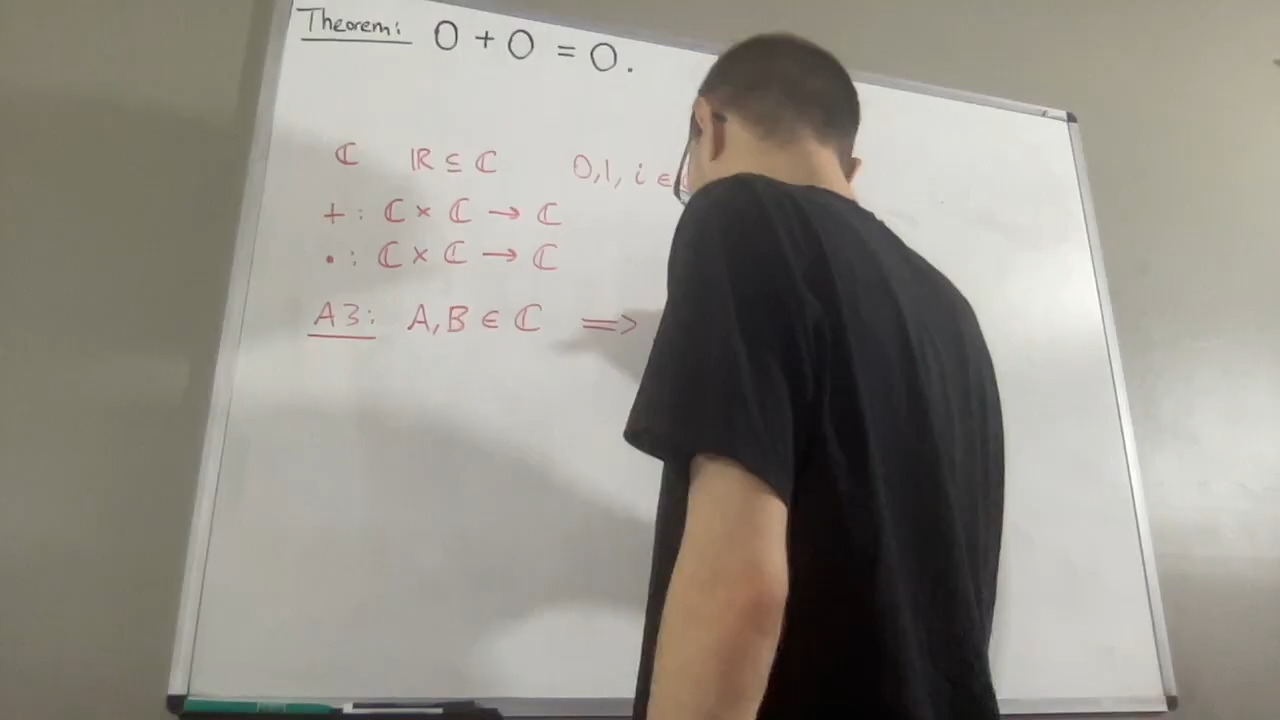 Theorem: 0 + 0 = 0.
ℂ ℝ ⊆ ℂ 0, 1, i ∈
+ : ℂ × ℂ → ℂ
• : ℂ × ℂ → ℂ
A3: A, B ∈ ℂ ⟹